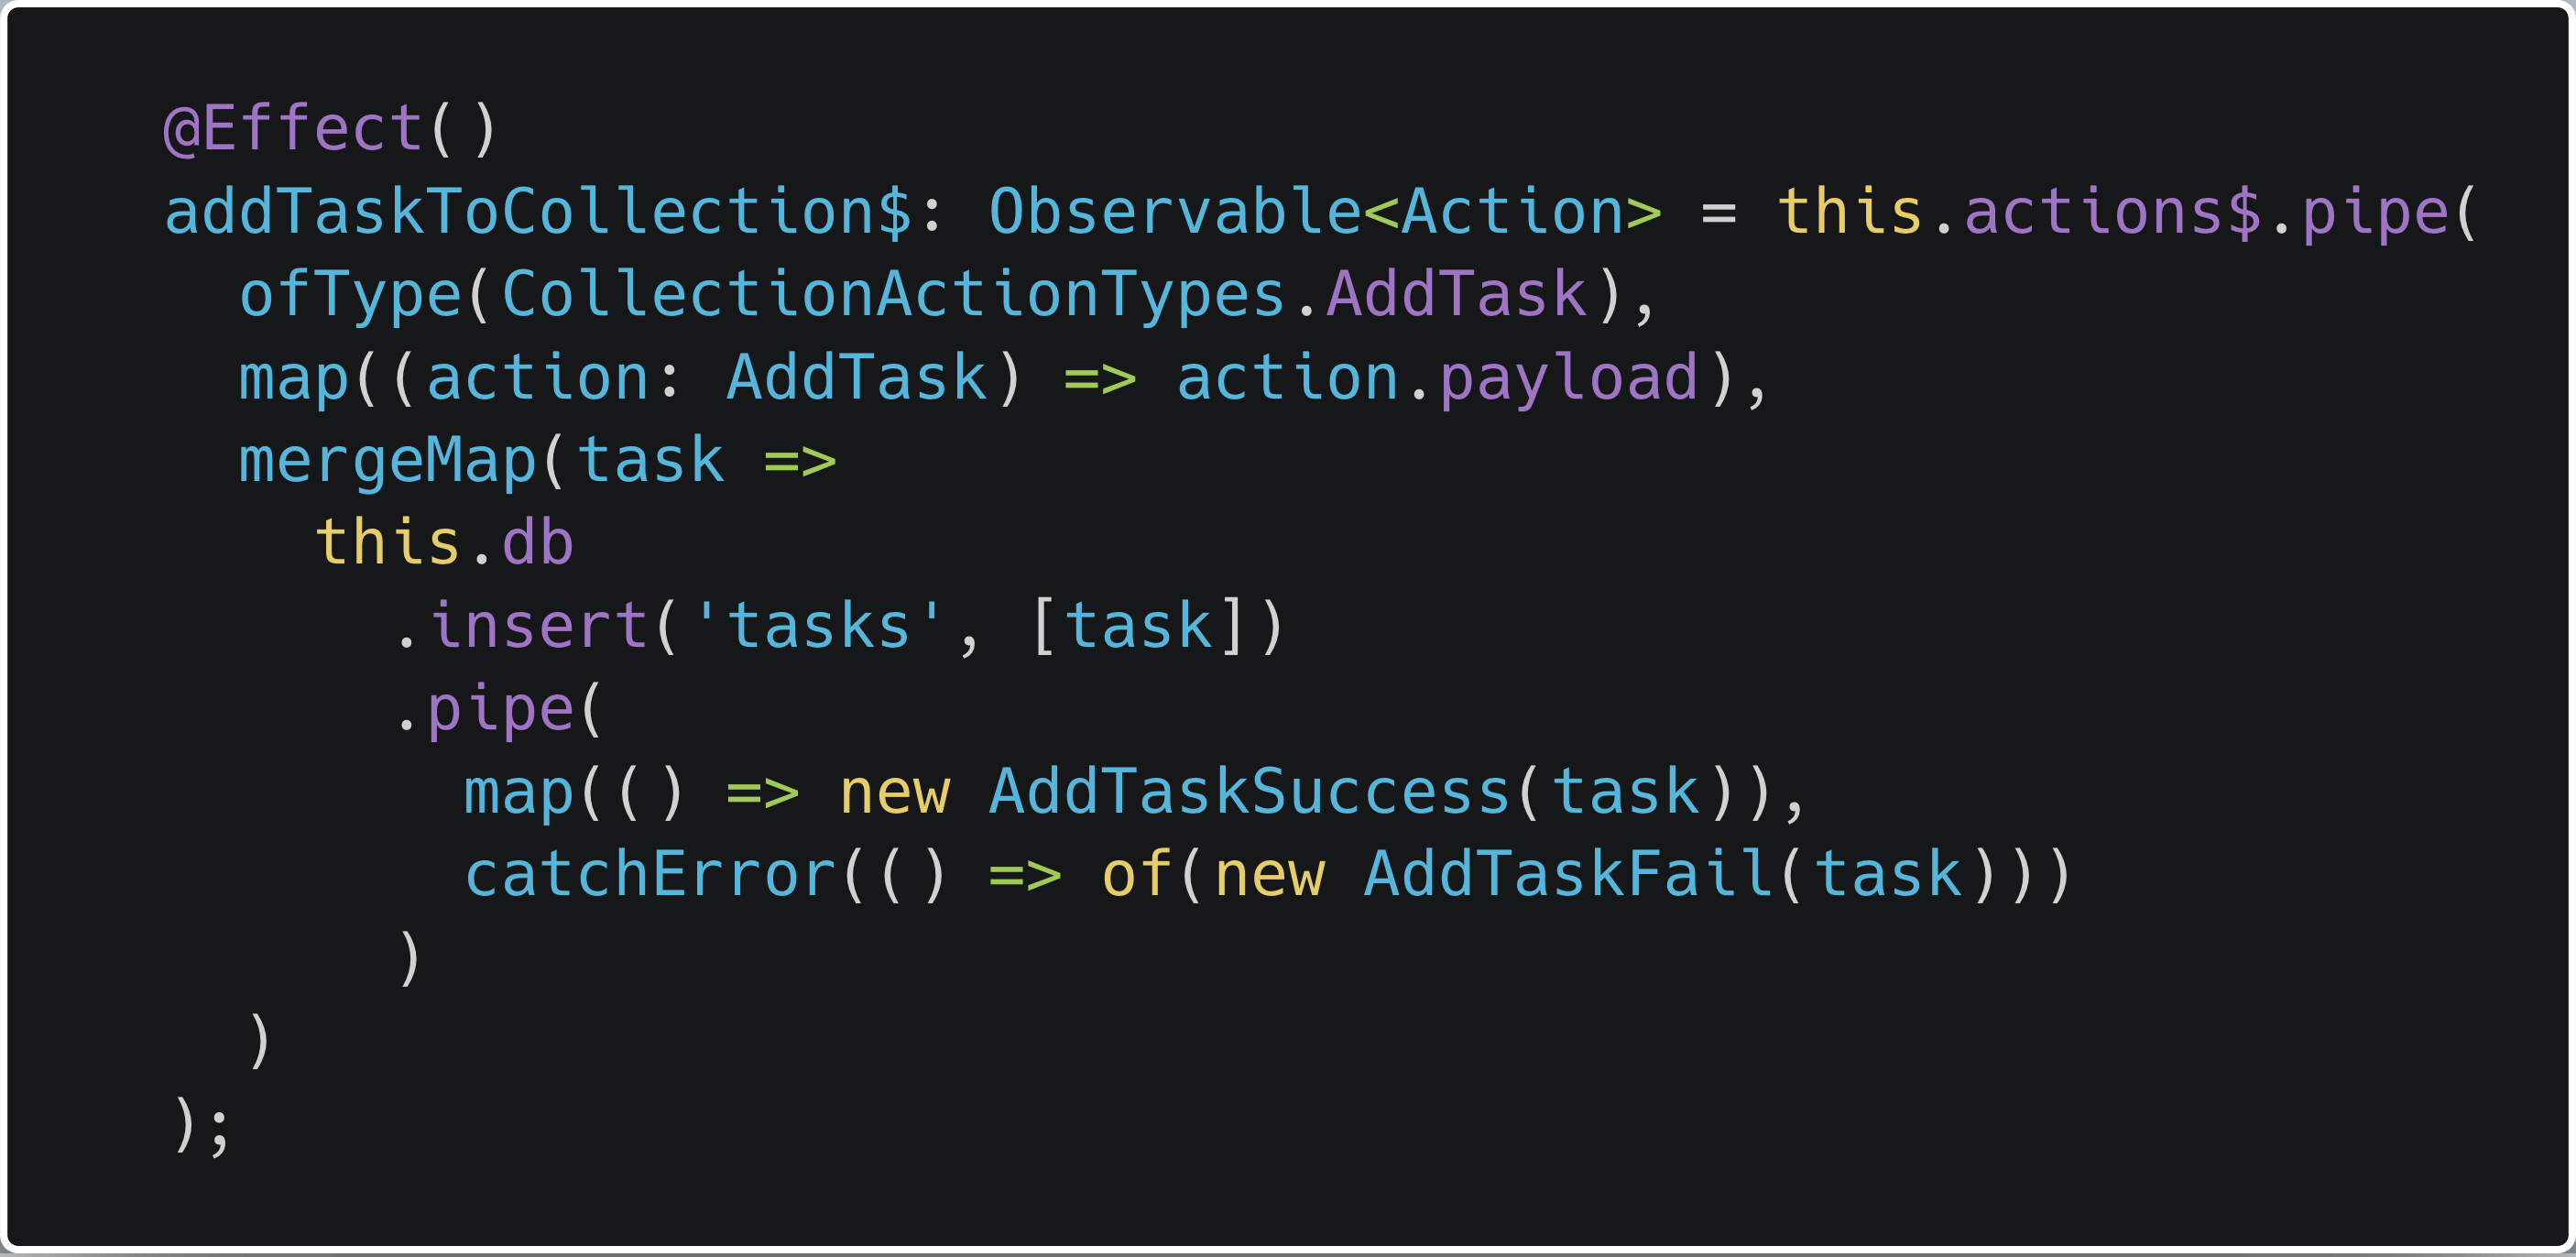 @Effect()
addTaskToCollection$: Observable<Action> = this.actions$.pipe(
  ofType(CollectionActionTypes.AddTask),
  map((action: AddTask) => action.payload),
  mergeMap(task =>
    this.db
      .insert('tasks', [task])
      .pipe(
        map(() => new AddTaskSuccess(task)),
        catchError(() => of(new AddTaskFail(task)))
      )
  )
);